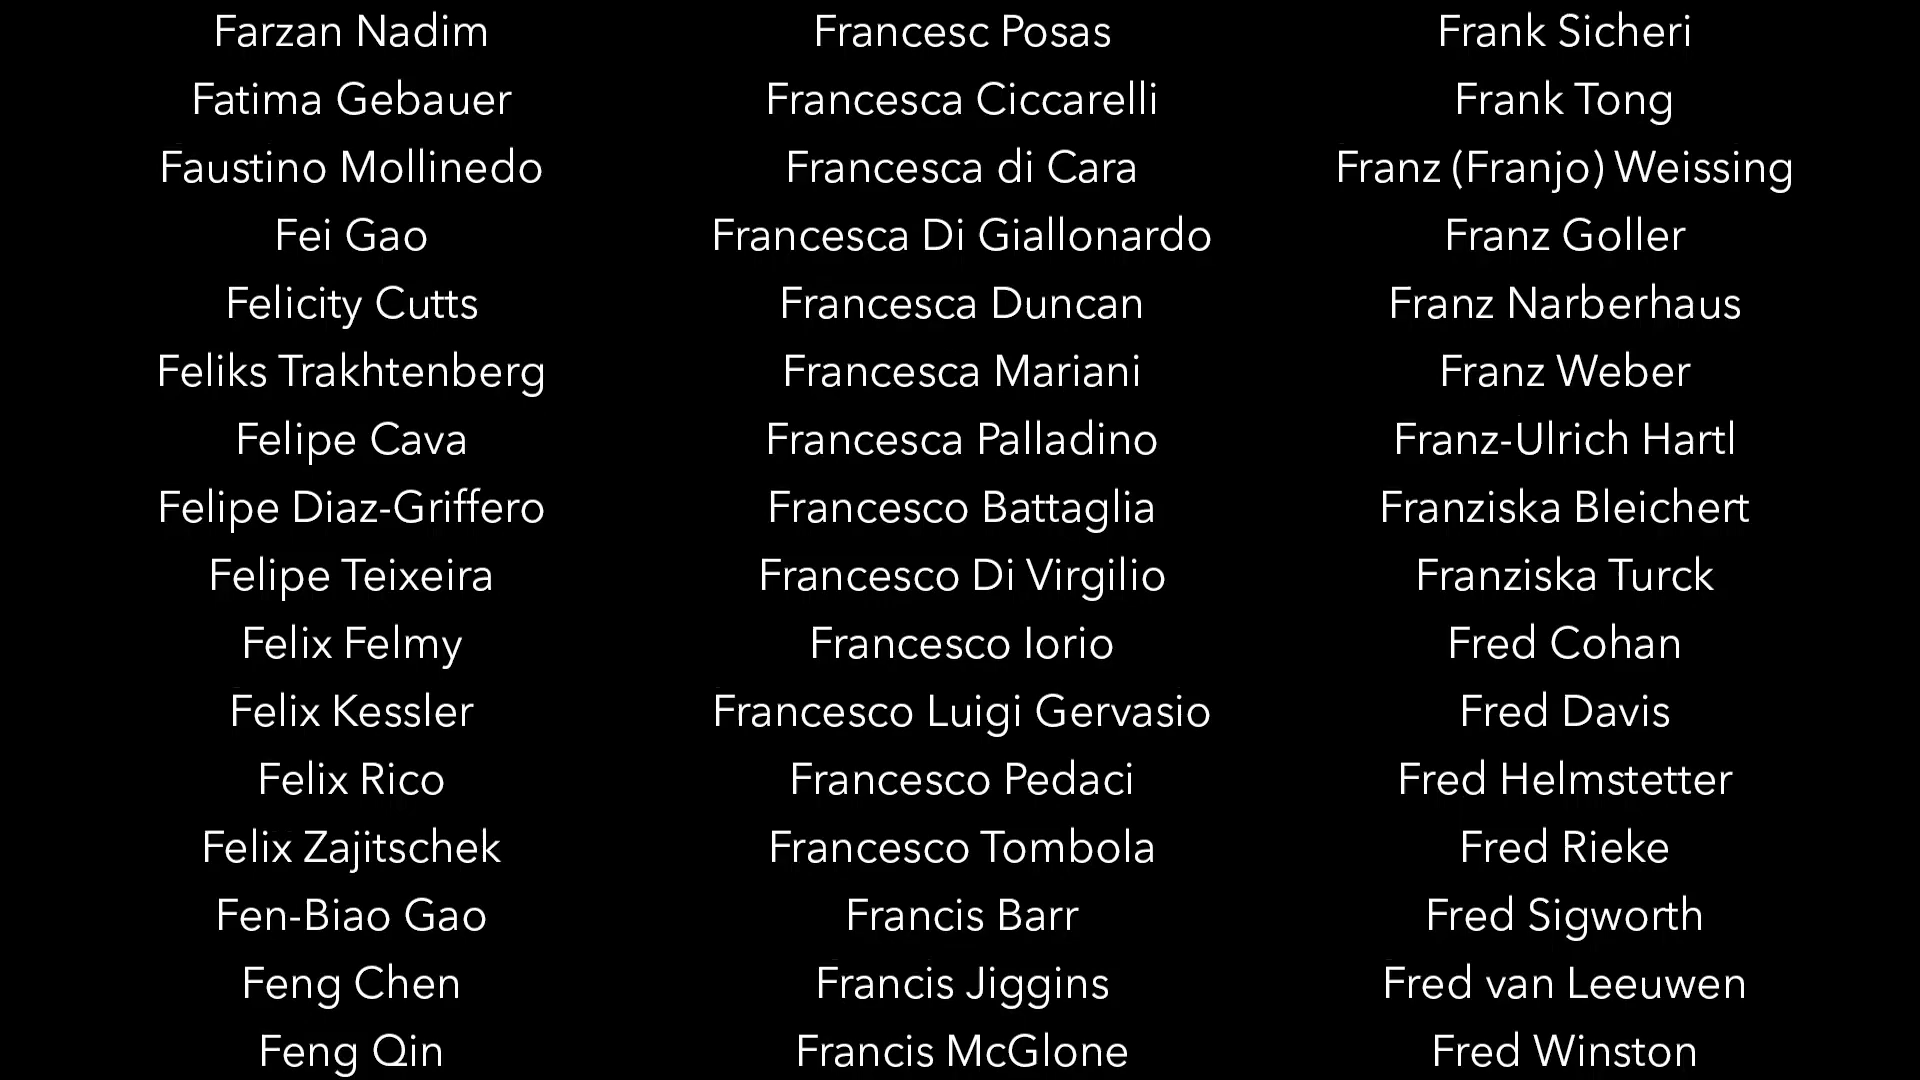 Farzan Nadim
Fatima Gebauer
Faustino Mollinedo
Fei Gao
Felicity Cutts
Feliks Trakhtenberg
Felipe Cava
Felipe Diaz-Griffero
Felipe Teixeira
Felix Felmy
Felix Kessler
Felix Rico
Felix Zajitschek
Fen-Biao Gao
Feng Chen
Feng Qin
Francesc Posas
Francesca Ciccarelli
Francesca di Cara
Francesca Di Giallonardo
Francesca Duncan
Francesca Mariani
Francesca Palladino
Francesco Battaglia
Francesco Di Virgilio
Francesco Iorio
Francesco Luigi Gervasio
Francesco Pedaci
Francesco Tombola
Francis Barr
Francis Jiggins
Francis McGlone
Frank Sicheri
Frank Tong
Franz (Franjo) Weissing
Franz Goller
Franz Narberhaus
Franz Weber
Franz-Ulrich Hartl
Franziska Bleichert
Franziska Turck
Fred Cohan
Fred Davis
Fred Helmstetter
Fred Rieke
Fred Sigworth
Fred van Leeuwen
Fred Winston